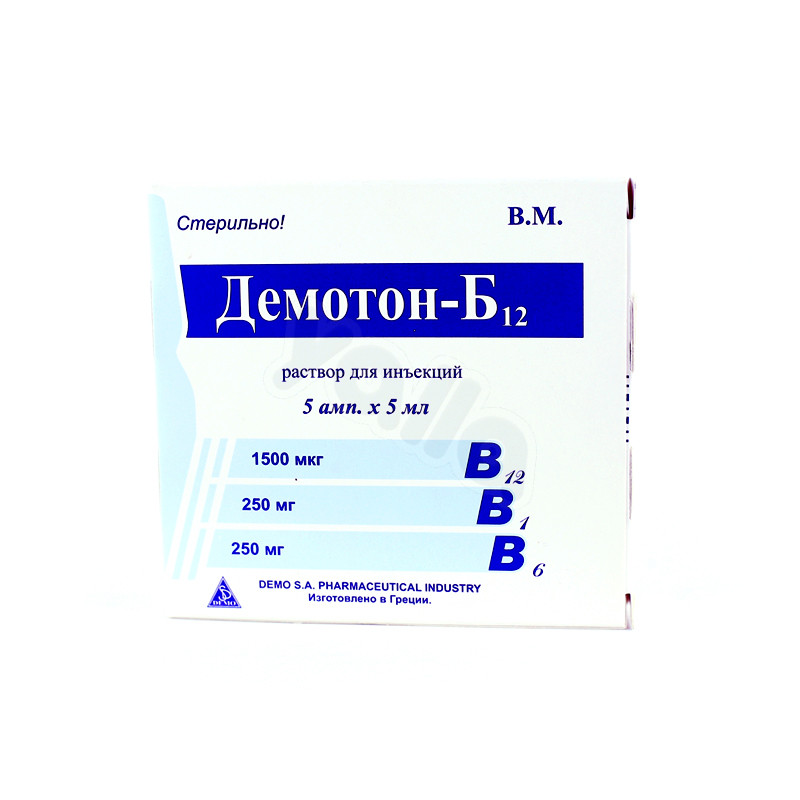 Стерильно!
В.М.
Демотон-Б12
раствор для инъекций
5 амп. x 5 мл
1500 мкг B12
250 мг B1
250 мг B6
DEMO S.A. PHARMACEUTICAL INDUSTRY
Изготовлено в Греции.
DEMO